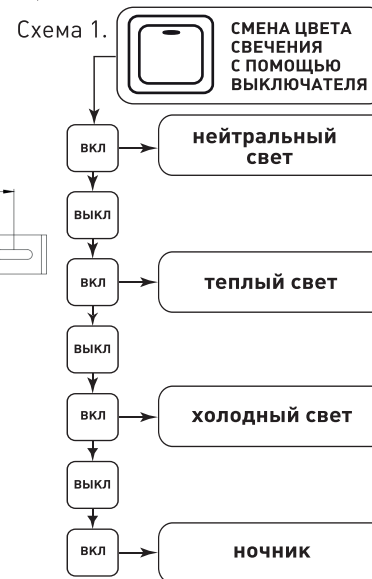 Схема 1.
СМЕНА ЦВЕТА
СВЕЧЕНИЯ
С ПОМОЩЬЮ
ВЫКЛЮЧАТЕЛЯ
ВКЛ
нейтральный
свет
ВЫКЛ
ВКЛ
теплый свет
ВЫКЛ
ВКЛ
холодный свет
ВЫКЛ
ВКЛ
ночник